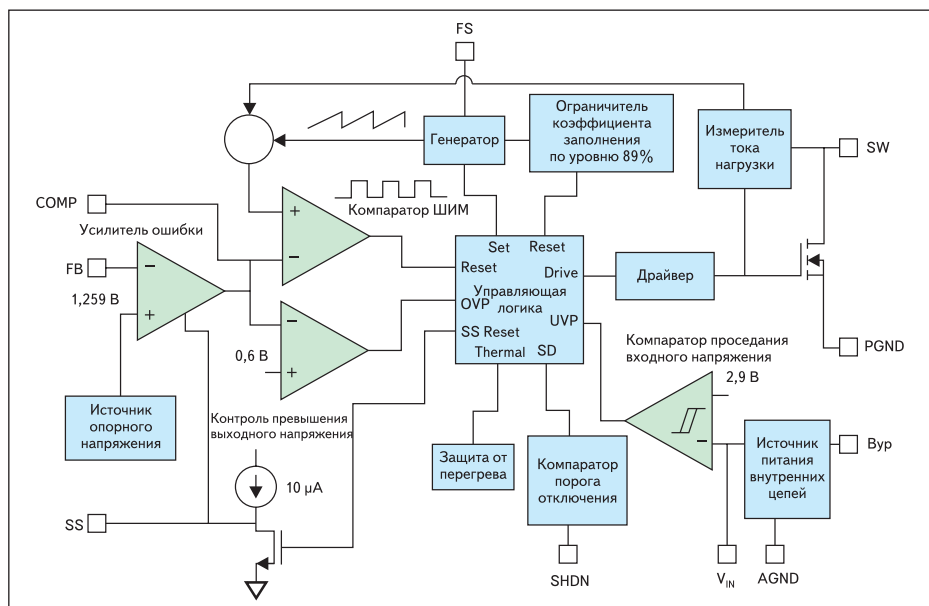 FS
Ограничитель
коэффициента
заполнения
по уровню 89%
Генератор
Измеритель
тока
нагрузки
SW
COMP
Компаратор ШИМ
Усилитель ошибки
+
−
Set
Reset
FB
−
1,259 В
+
Reset
Drive
Управляющая
логика
OVP
UVP
SS Reset
Thermal
SD
Драйвер
−
0,6 В
+
PGND
Компаратор проседания
входного напряжения
2,9 В
−
Источник
опорного
напряжения
Контроль превышения
выходного напряжения
10 µA
Защита от
перегрева
Компаратор
порога
отключения
Источник
питания
внутренних
цепей
Byp
SS
SHDN
VIN
AGND